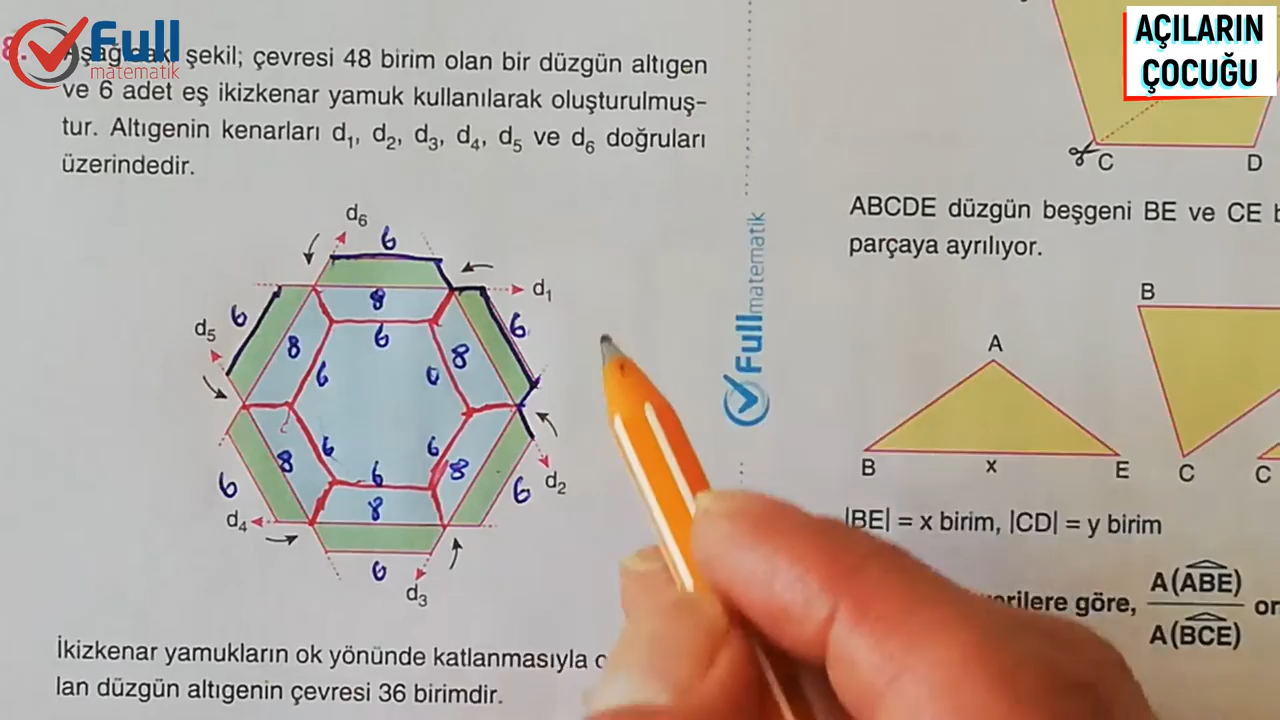 Full
matematik
AÇILARIN
ÇOCUĞU
8.
şekil; çevresi 48 birim olan bir düzgün altıgen
ve 6 adet eş ikizkenar yamuk kullanılarak oluşturulmuş-
tur. Altıgenin kenarları d1, d2, d3, d4, d5 ve d6 doğruları
üzerindedir.
d6
6
d1
8
6
6
d5
6
8
8
6
6
6
8
6
8
6
6
8
6
d2
d4
6
d3
İkizkenar yamukların ok yönünde katlanmasıyla
lan düzgün altıgenin çevresi 36 birimdir.
Full
matematik
C
D
ABCDE düzgün beşgeni BE ve CE
parçaya ayrılıyor.
A
B
x
E
B
C
C
|BE| = x birim, |CD| = y birim
göre,
A(ABE)
A(BCE)